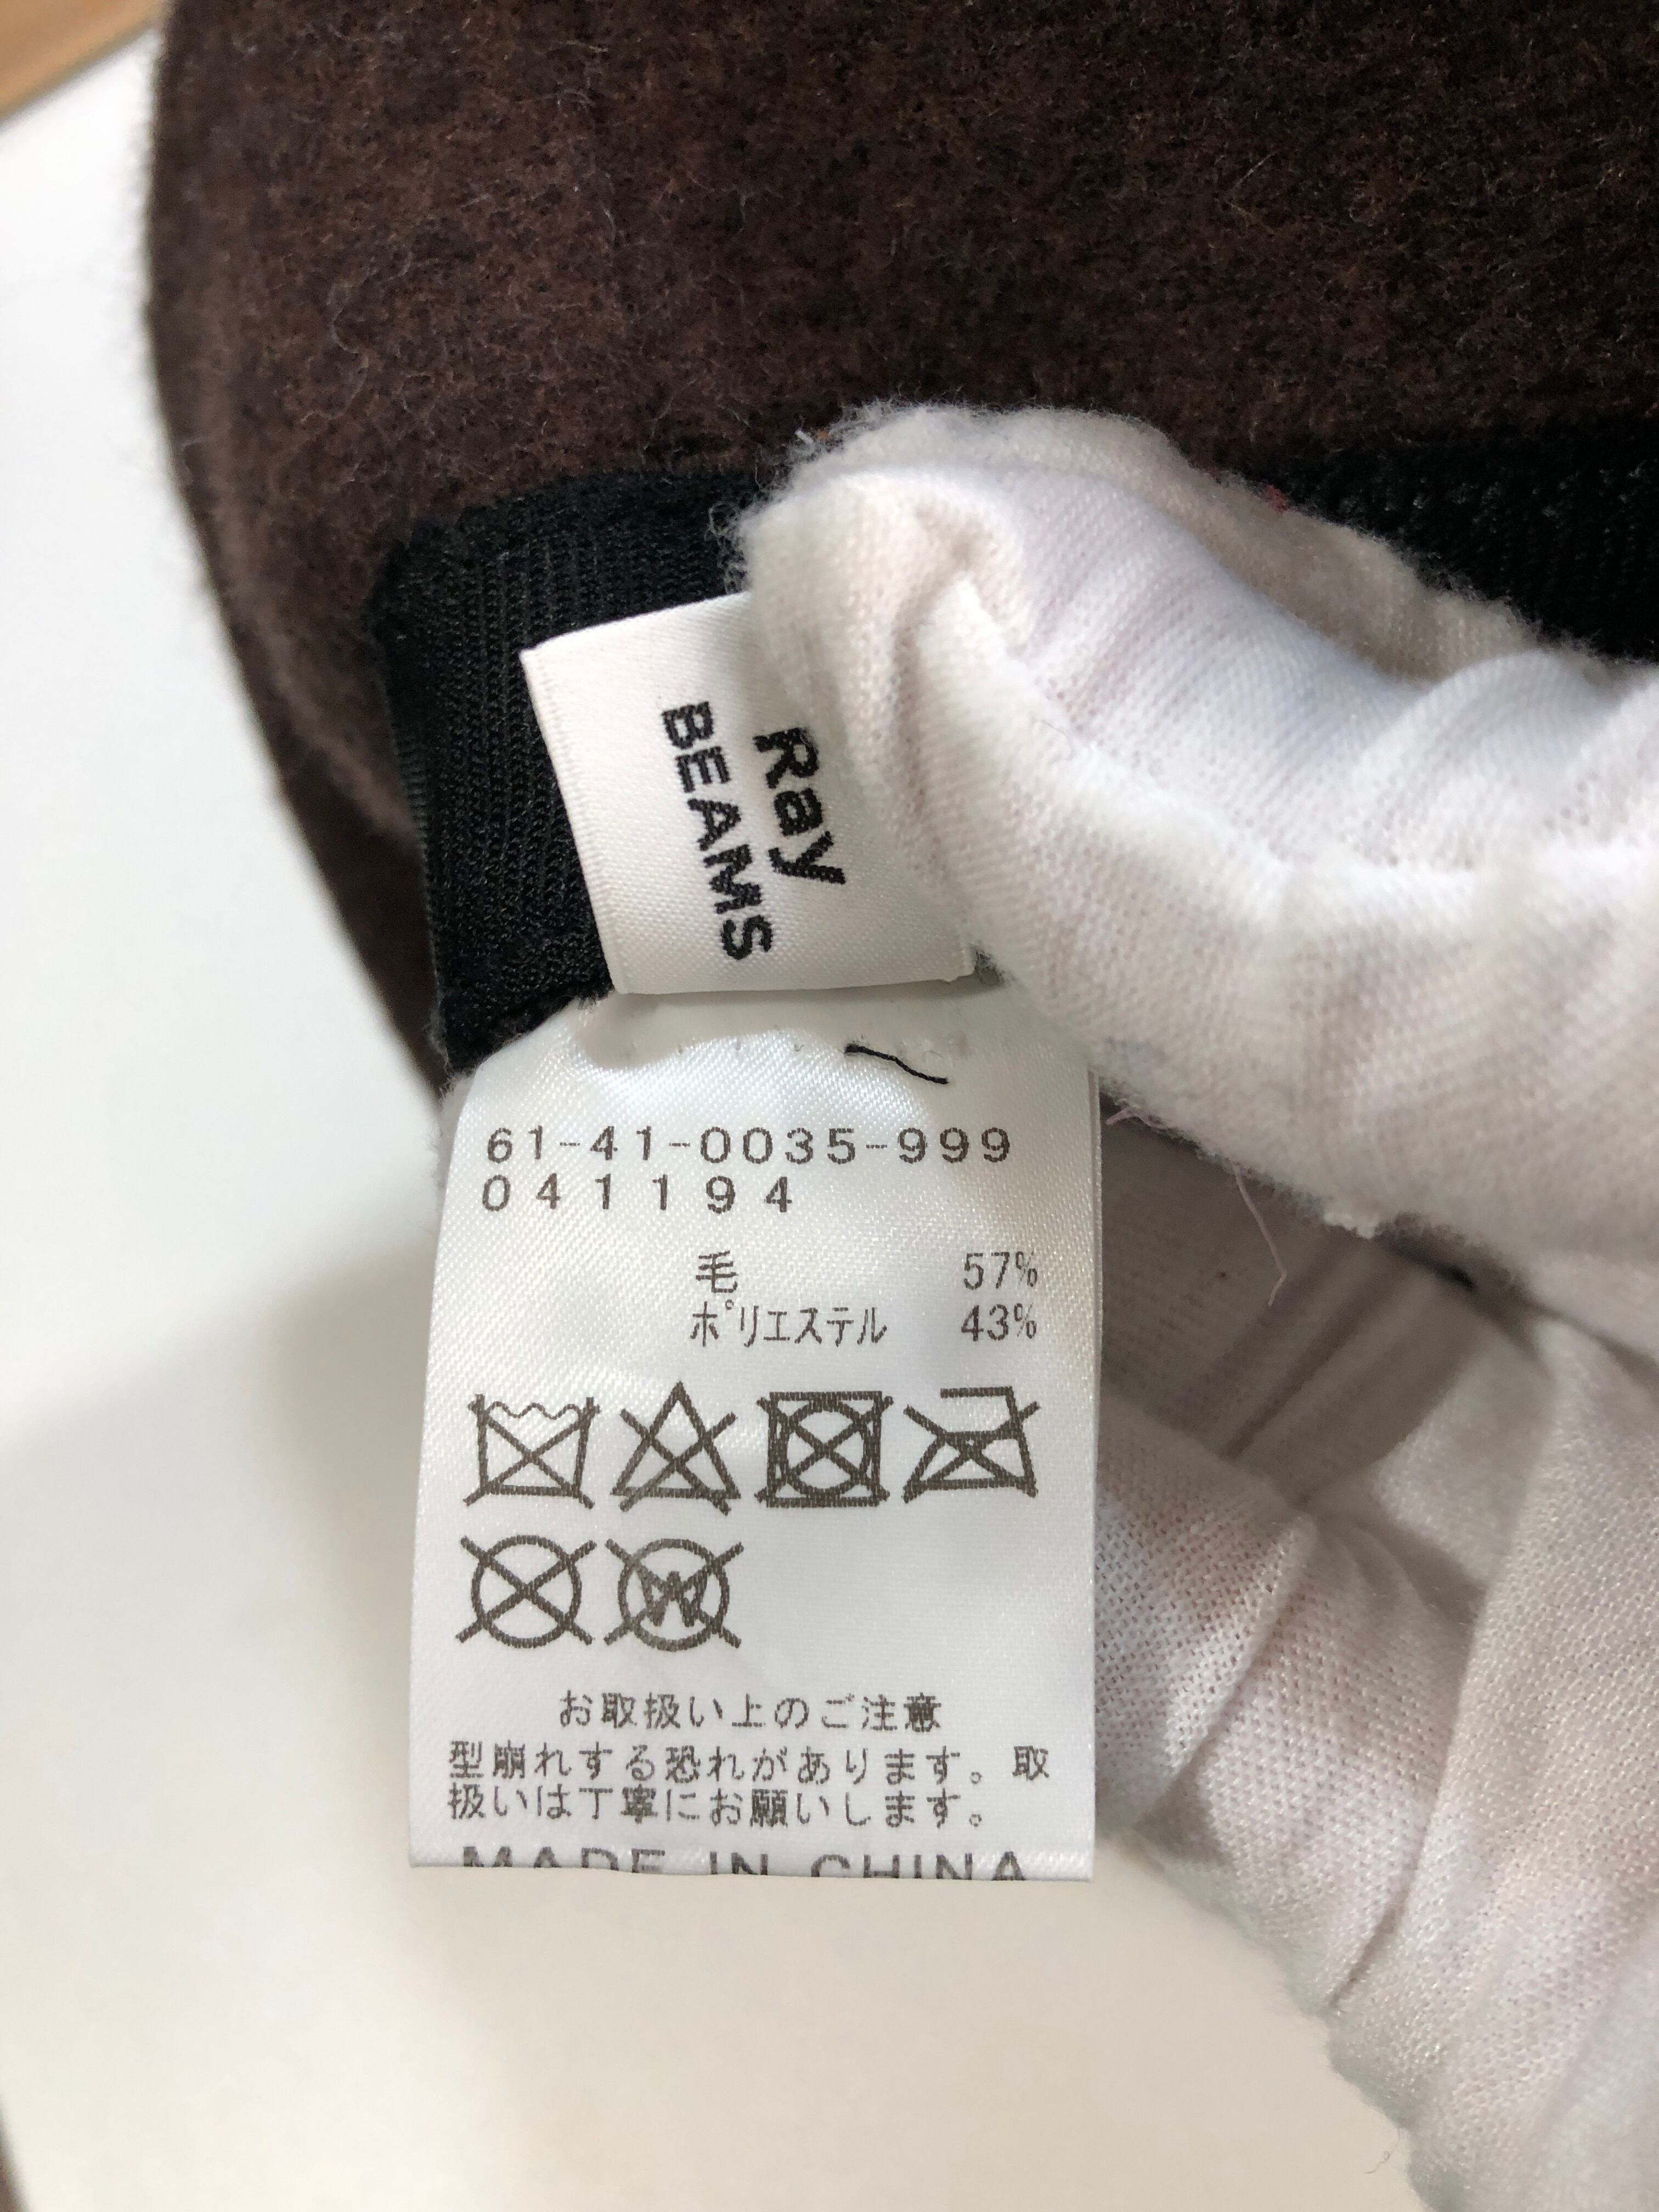 Ray
BEAMS
61-41-0035-999
041194
毛 57%
ポリエステル 43%
W
お取扱い上のご注意
型崩れする恐れがあります。取
扱いは丁寧にお願いします。
MADE IN CHINA